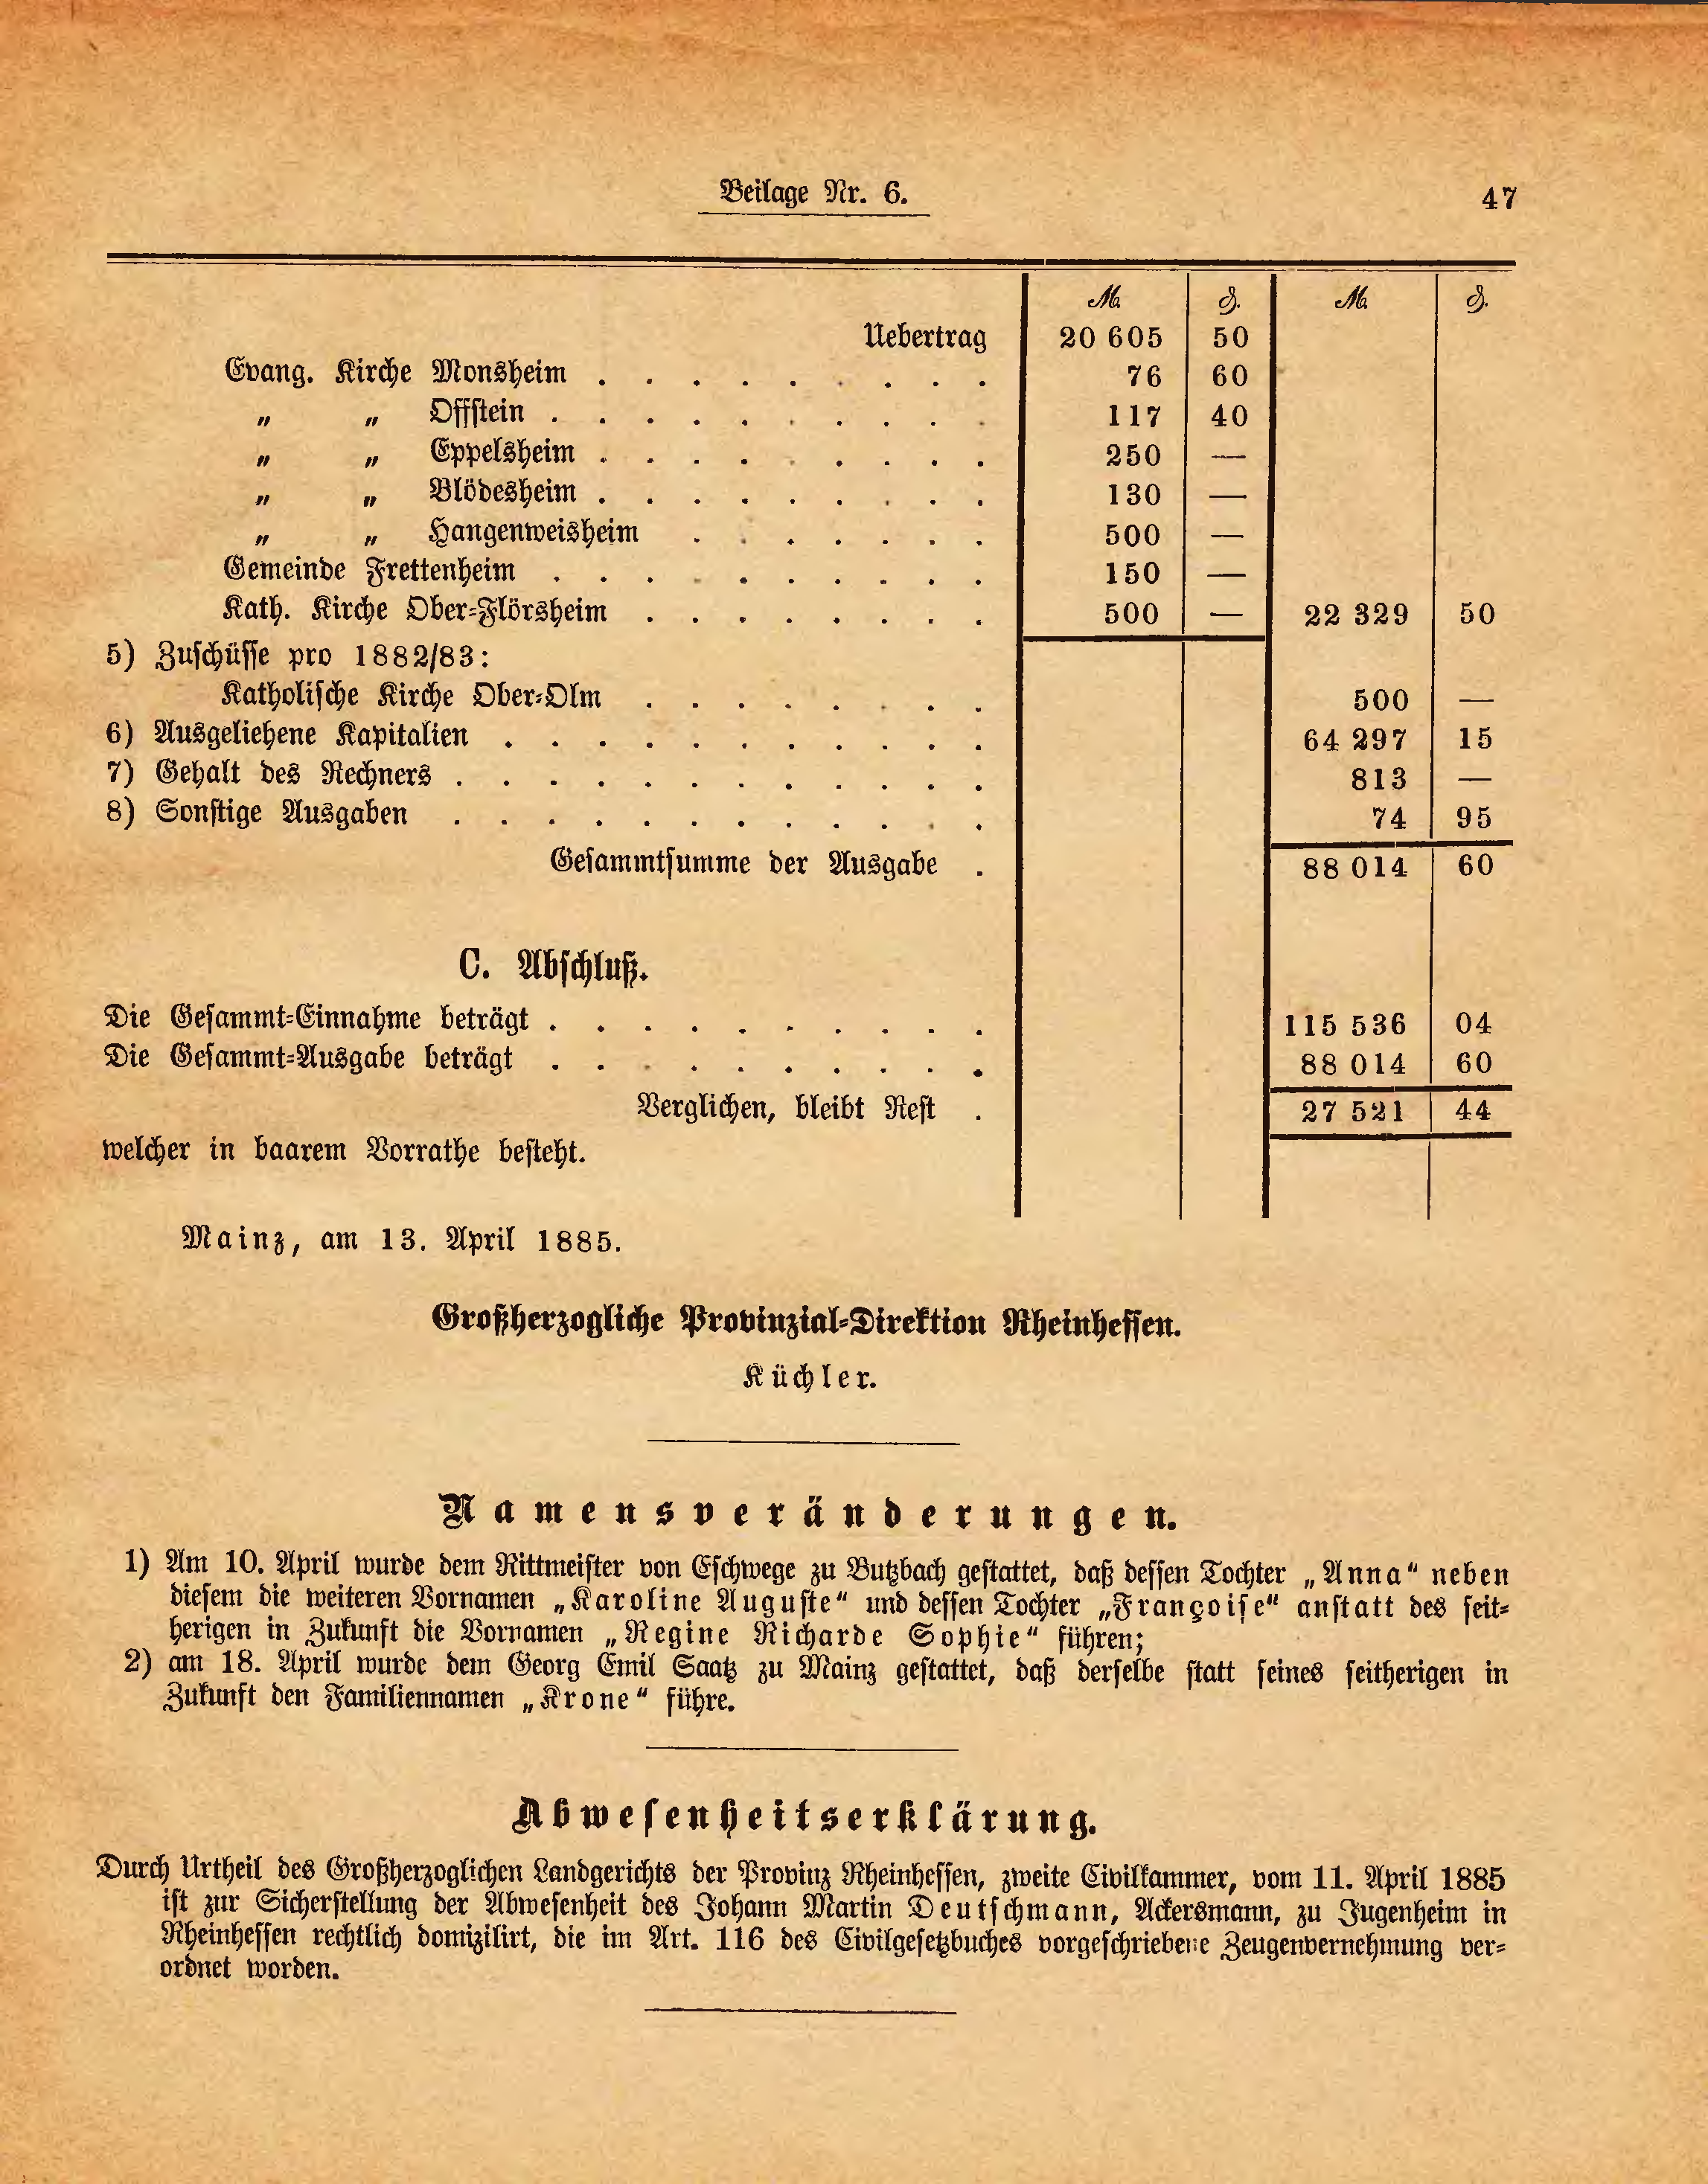 Beilage Nr. 6.
47
ℳ ₰. ℳ ₰.
Uebertrag 20 605 50
Evang. Kirche Monsheim . . . . . . . . . 76 60
„ „ Offstein . . . . . . . . . . 117 40
„ „ Eppelsheim . . . . . . . . . 250 —
„ „ Blödesheim . . . . . . . . . 130 —
„ „ Hangenweisheim . . . . . . . 500 —
Gemeinde Frettenheim . . . . . . . . . . 150 —
Kath. Kirche Ober-Flörsheim . . . . . . . . 500 — 22 329 50
5) Zuschüsse pro 1882/83:
Katholische Kirche Ober-Olm . . . . . . . . 500 —
6) Ausgeliehene Kapitalien . . . . . . . . . . . 64 297 15
7) Gehalt des Rechners . . . . . . . . . . . . 813 —
8) Sonstige Ausgaben . . . . . . . . . . . . 74 95
Gesammtsumme der Ausgabe . 88 014 60
C. Abschluß.
Die Gesammt-Einnahme beträgt . . . . . . . . . . 115 536 04
Die Gesammt-Ausgabe beträgt . . . . . . . . . . 88 014 60
Verglichen, bleibt Rest . 27 521 44
welcher in baarem Vorrathe besteht.
Mainz, am 13. April 1885.
Großherzogliche Provinzial-Direktion Rheinhessen.
Küchler.
Namensveränderungen.
1) Am 10. April wurde dem Rittmeister von Eschwege zu Butzbach gestattet, daß dessen Tochter „Anna“ neben
diesem die weiteren Vornamen „Karoline Auguste“ und dessen Tochter „Françoise“ anstatt des seit-
herigen in Zukunft die Vornamen „Regine Richarde Sophie“ führen;
2) am 18. April wurde dem Georg Emil Saatz zu Mainz gestattet, daß derselbe statt seines seitherigen in
Zukunft den Familiennamen „Krone“ führe.
Abwesenheitserklärung.
Durch Urtheil des Großherzoglichen Landgerichts der Provinz Rheinhessen, zweite Civilkammer, vom 11. April 1885
ist zur Sicherstellung der Abwesenheit des Johann Martin Deutschmann, Ackersmann, zu Jugenheim in
Rheinhessen rechtlich domizilirt, die im Art. 116 des Civilgesetzbuches vorgeschriebene Zeugenvernehmung ver-
ordnet worden.